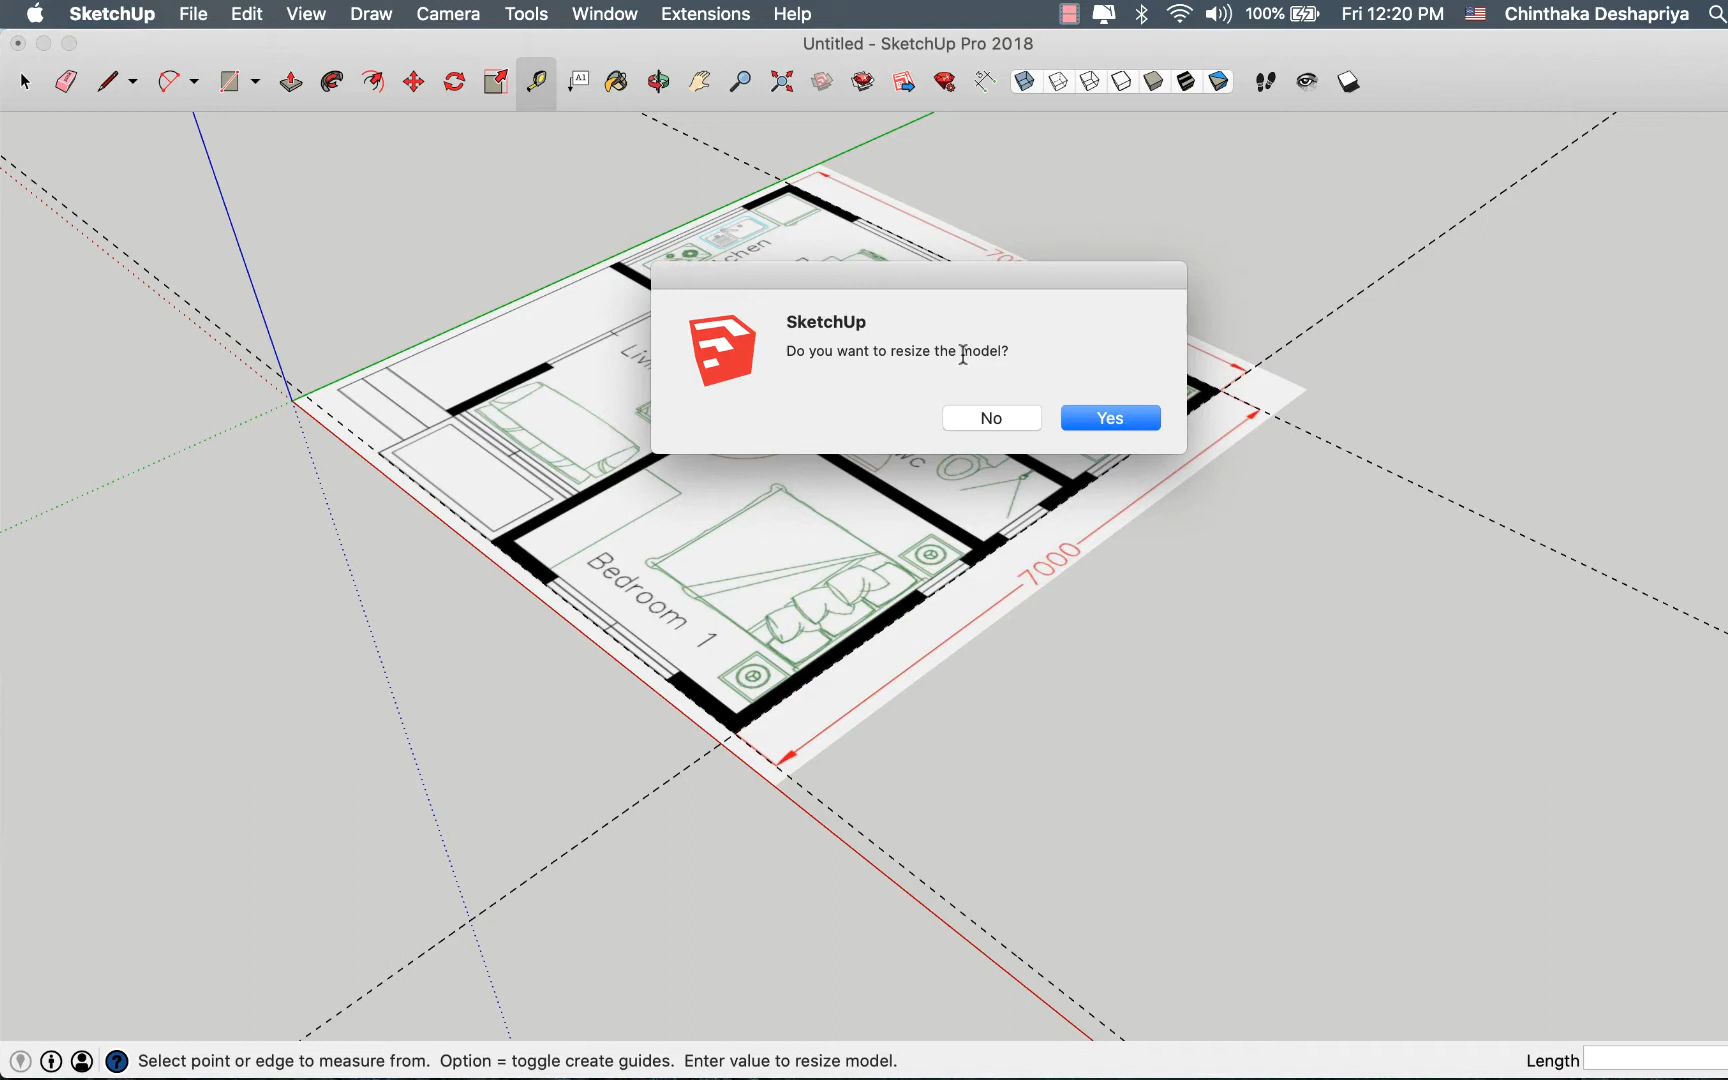 SketchUp File Edit View Draw Camera Tools Window Extensions Help 100% Fri 12:20 PM Chinthaka Deshapriya
Untitled - SketchUp Pro 2018
A1
SketchUp
Do you want to resize the model?
No Yes
WC
7000
Bedroom 1
Select point or edge to measure from. Option = toggle create guides. Enter value to resize model. Length